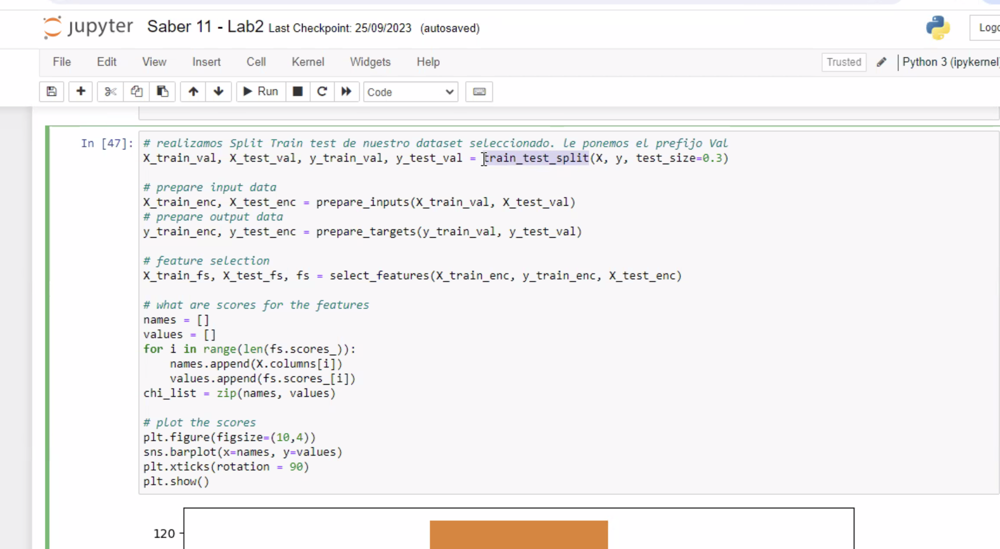 jupyter Saber 11 - Lab2 Last Checkpoint: 25/09/2023 (autosaved)
File Edit View Insert Cell Kernel Widgets Help Trusted Python 3 (ipykernel)
Run Code
In [47]: # realizamos Split Train test de nuestro dataset seleccionado. le ponemos el prefijo Val
X_train_val, X_test_val, y_train_val, y_test_val = train_test_split(X, y, test_size=0.3)
# prepare input data
X_train_enc, X_test_enc = prepare_inputs(X_train_val, X_test_val)
# prepare output data
y_train_enc, y_test_enc = prepare_targets(y_train_val, y_test_val)
# feature selection
X_train_fs, X_test_fs, fs = select_features(X_train_enc, y_train_enc, X_test_enc)
# what are scores for the features
names = []
values = []
for i in range(len(fs.scores_)):
    names.append(X.columns[i])
    values.append(fs.scores_[i])
chi_list = zip(names, values)
# plot the scores
plt.figure(figsize=(10,4))
sns.barplot(x=names, y=values)
plt.xticks(rotation = 90)
plt.show()
120